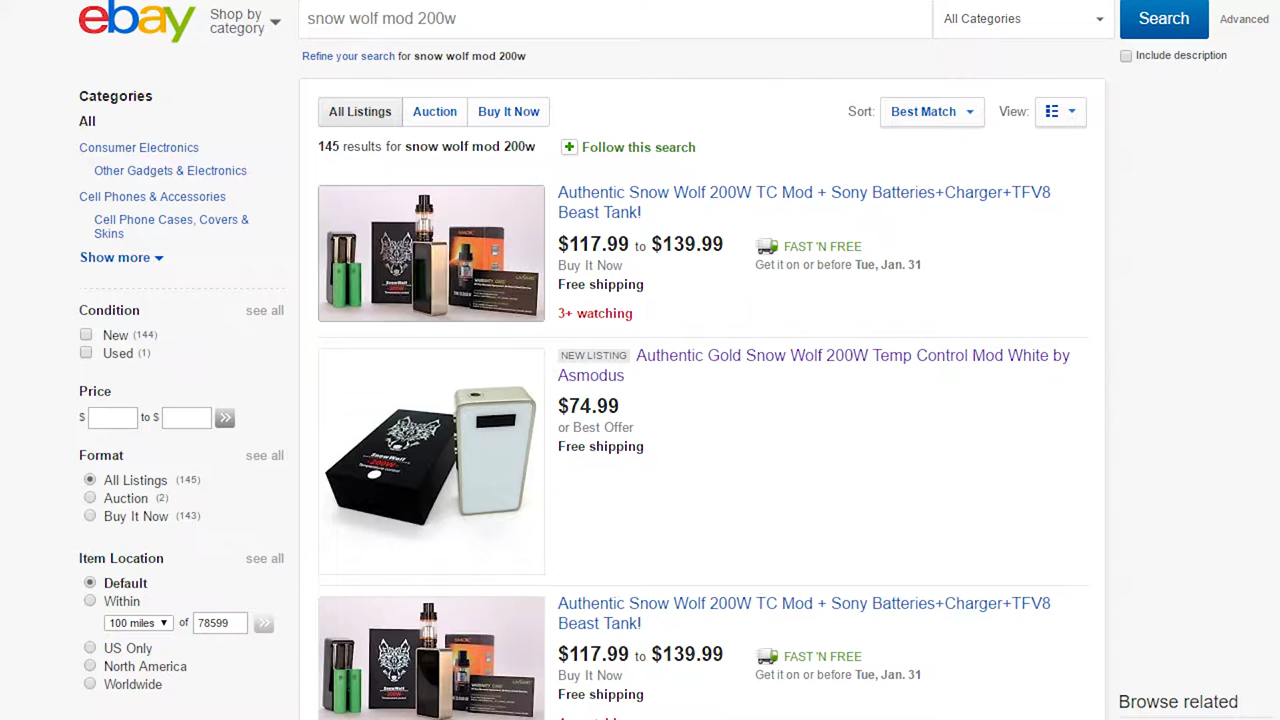 ebay
Shop by
category
snow wolf mod 200w
All Categories
Search
Advanced
Refine your search for snow wolf mod 200w
Include description
Categories
All
Consumer Electronics
Other Gadgets & Electronics
Cell Phones & Accessories
Cell Phone Cases, Covers &
Skins
Show more
Condition see all
New (144)
Used (1)
Price
$ to $
Format see all
All Listings (145)
Auction (2)
Buy It Now (143)
Item Location see all
Default
Within
100 miles of 78599
US Only
North America
Worldwide
All Listings Auction Buy It Now
Sort: Best Match View:
145 results for snow wolf mod 200w
Follow this search
Authentic Snow Wolf 200W TC Mod + Sony Batteries+Charger+TFV8
Beast Tank!
$117.99 to $139.99
Buy It Now
Free shipping
3+ watching
FAST 'N FREE
Get it on or before Tue, Jan. 31
NEW LISTING Authentic Gold Snow Wolf 200W Temp Control Mod White by
Asmodus
$74.99
or Best Offer
Free shipping
SnowWolf
200W
Temperature control
Authentic Snow Wolf 200W TC Mod + Sony Batteries+Charger+TFV8
Beast Tank!
$117.99 to $139.99
Buy It Now
Free shipping
FAST 'N FREE
Get it on or before Tue, Jan. 31
Browse related